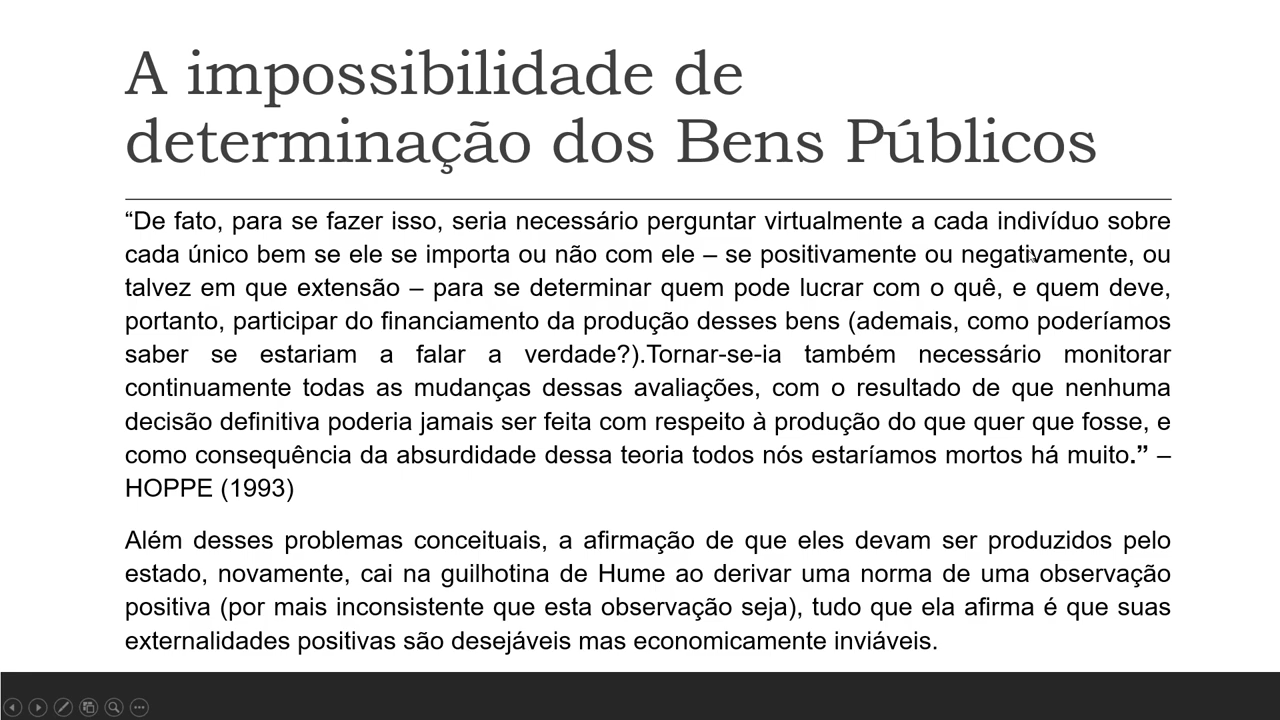 A impossibilidade de
determinação dos Bens Públicos
“De fato, para se fazer isso, seria necessário perguntar virtualmente a cada indivíduo sobre
cada único bem se ele se importa ou não com ele – se positivamente ou negativamente, ou
talvez em que extensão – para se determinar quem pode lucrar com o quê, e quem deve,
portanto, participar do financiamento da produção desses bens (ademais, como poderíamos
saber se estariam a falar a verdade?).Tornar-se-ia também necessário monitorar
continuamente todas as mudanças dessas avaliações, com o resultado de que nenhuma
decisão definitiva poderia jamais ser feita com respeito à produção do que quer que fosse, e
como consequência da absurdidade dessa teoria todos nós estaríamos mortos há muito.” –
HOPPE (1993)
Além desses problemas conceituais, a afirmação de que eles devam ser produzidos pelo
estado, novamente, cai na guilhotina de Hume ao derivar uma norma de uma observação
positiva (por mais inconsistente que esta observação seja), tudo que ela afirma é que suas
externalidades positivas são desejáveis mas economicamente inviáveis.